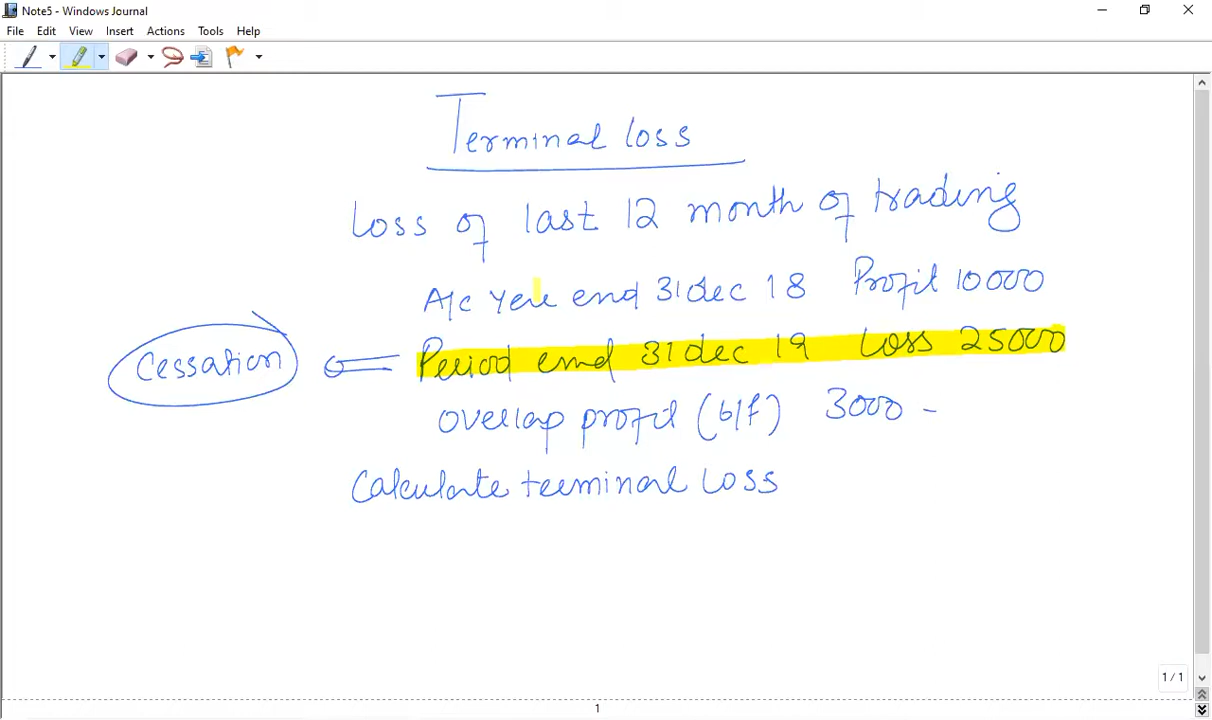 Note5 - Windows Journal
File Edit View Insert Actions Tools Help
Terminal loss
Loss of last 12 month of trading
A/c Year end 31 dec 18 Profit 10000
Cessation Period end 31 dec 19 Loss 25000
overlap profit (b/f) 3000 -
Calculate terminal loss
1 / 1
1